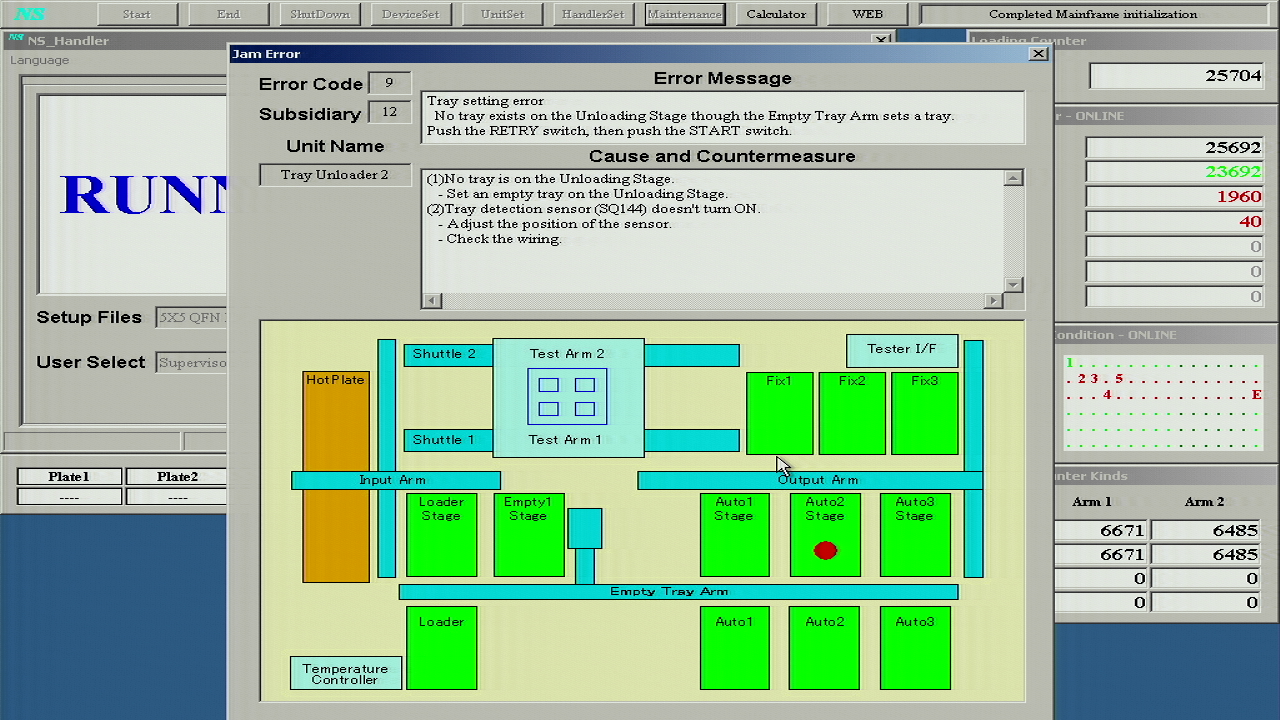 NS Start End ShutDown DeviceSet UnitSet HandlerSet Maintenance Calculator WEB Completed Mainframe initialization
NS NS_Handler
Language
RUNN
Setup Files 5X5 QFN
User Select Superviso
Plate1 Plate2
---- ----
Jam Error
Error Code 9
Subsidiary 12
Unit Name
Tray Unloader 2
Error Message
Tray setting error
No tray exists on the Unloading Stage though the Empty Tray Arm sets a tray.
Push the RETRY switch, then push the START switch.
Cause and Countermeasure
(1)No tray is on the Unloading Stage.
- Set an empty tray on the Unloading Stage.
(2)Tray detection sensor (SQ144) doesn't turn ON.
- Adjust the position of the sensor.
- Check the wiring.
Shuttle 2 Test Arm 2 Tester I/F
HotPlate Fix1 Fix2 Fix3
Shuttle 1 Test Arm 1
Input Arm Output Arm
Loader Stage Empty1 Stage Auto1 Stage Auto2 Stage Auto3 Stage
Empty Tray Arm
Loader Auto1 Auto2 Auto3
Temperature
Controller
Loading Counter
25704
r - ONLINE
25692
23692
1960
40
0
0
0
ondition - ONLINE
1 . . . . . . . . . . . . . . .
. 2 3 . 5 . . . . . . . . . . .
. . . 4 . . . . . . . . . . . E
unter Kinds
Arm 1 Arm 2
6671 6485
6671 6485
0 0
0 0